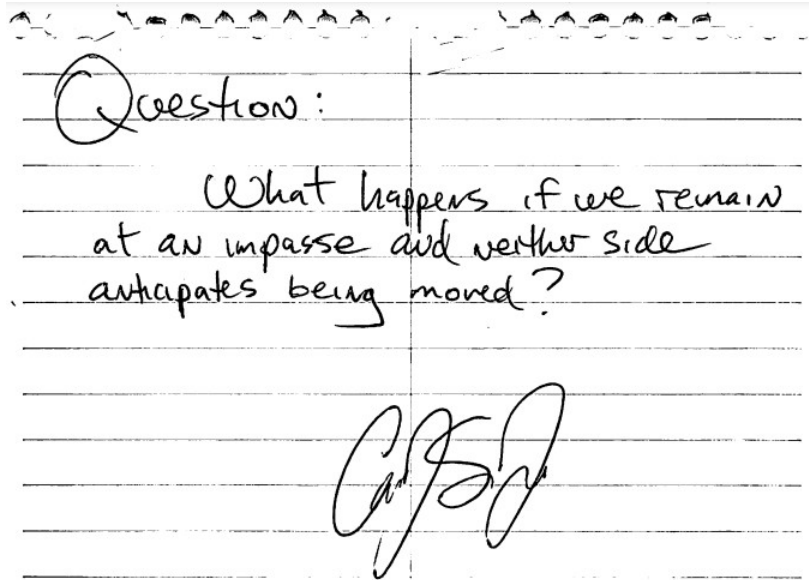 Question:
What happens if we remain
at an impasse and neither side
anticipates being moved?